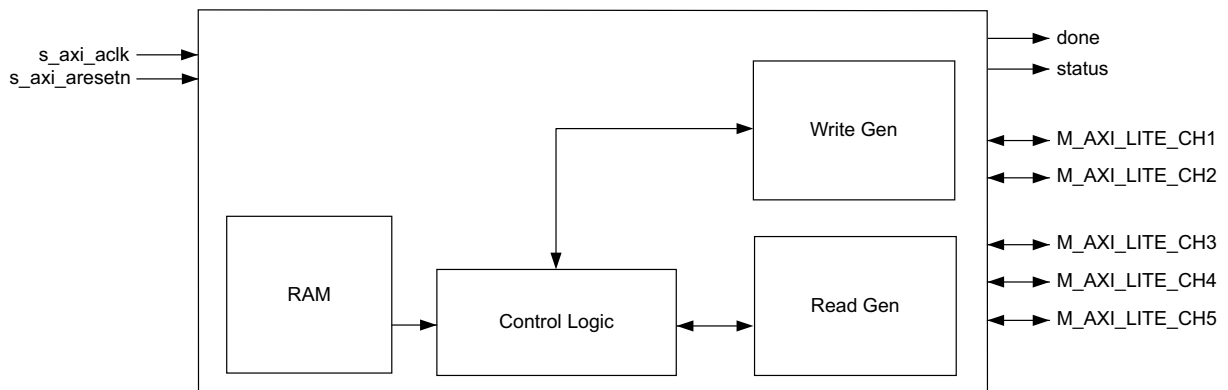 s_axi_aclk
s_axi_aresetn
done
status
Write Gen
M_AXI_LITE_CH1
M_AXI_LITE_CH2
M_AXI_LITE_CH3
M_AXI_LITE_CH4
M_AXI_LITE_CH5
RAM
Control Logic
Read Gen